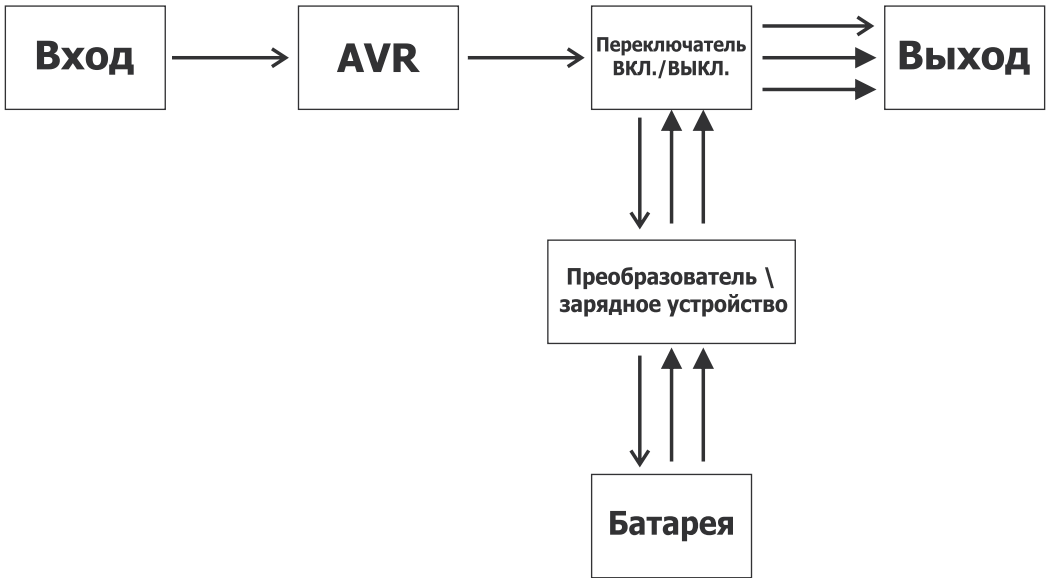 Вход
AVR
Переключатель
ВКЛ./ВЫКЛ.
Выход
Преобразователь \
зарядное устройство
Батарея